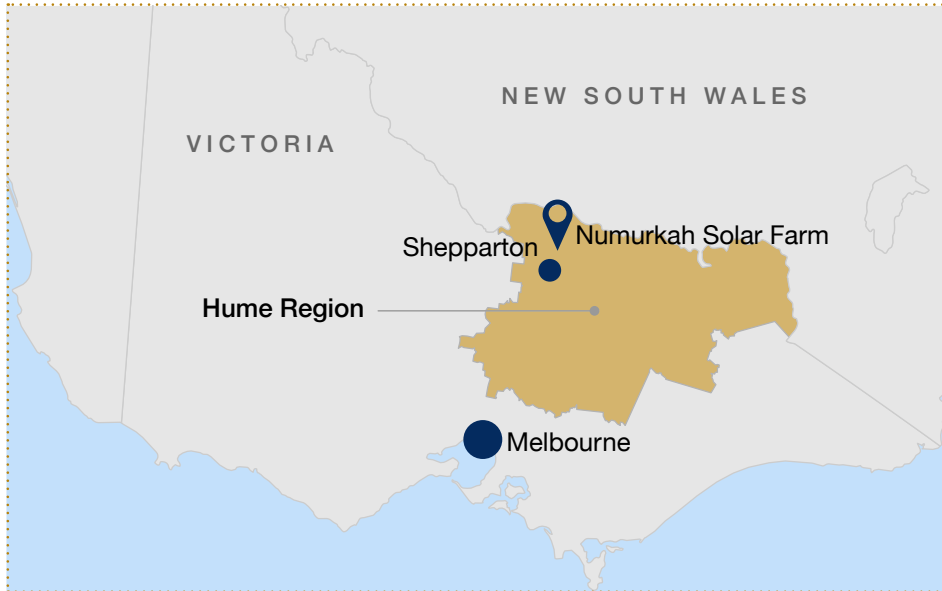 NEW SOUTH WALES
VICTORIA
Numurkah Solar Farm
Shepparton
Hume Region
Melbourne